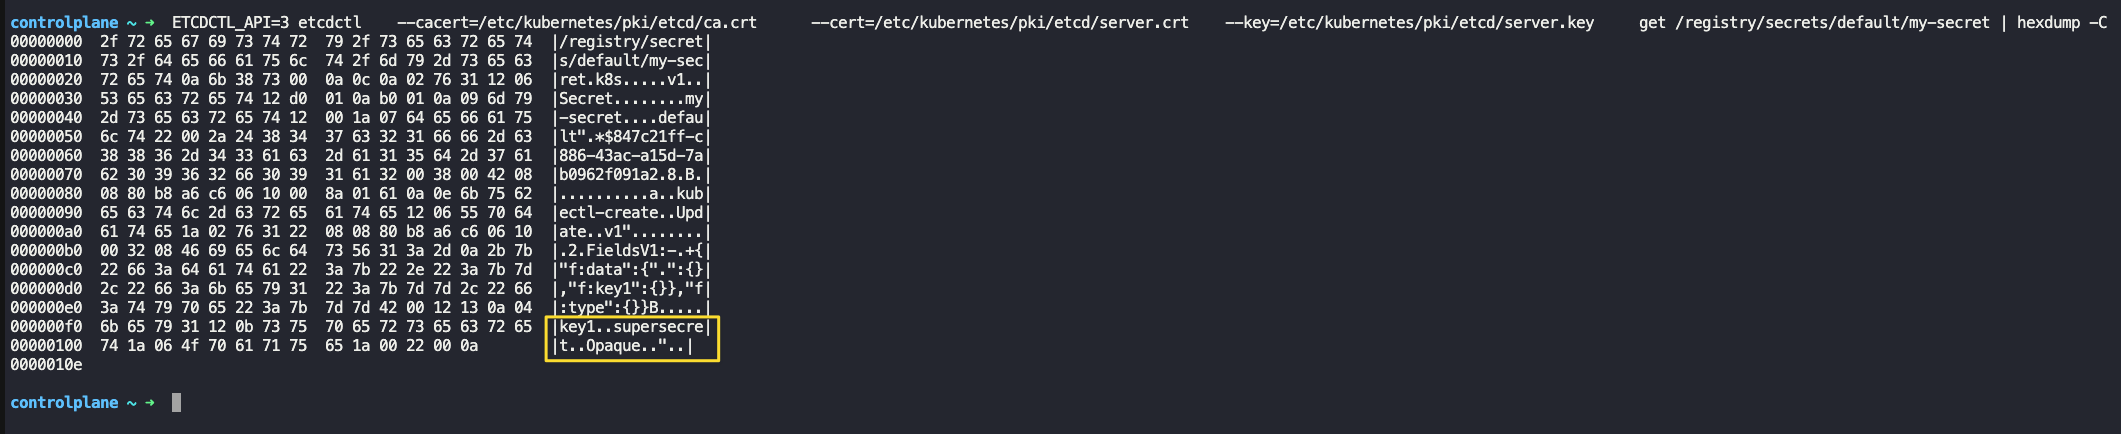 controlplane ~ ➜  ETCDCTL_API=3 etcdctl    --cacert=/etc/kubernetes/pki/etcd/ca.crt      --cert=/etc/kubernetes/pki/etcd/server.crt    --key=/etc/kubernetes/pki/etcd/server.key     get /registry/secrets/default/my-secret | hexdump -C
00000000  2f 72 65 67 69 73 74 72  79 2f 73 65 63 72 65 74  |/registry/secret|
00000010  73 2f 64 65 66 61 75 6c  74 2f 6d 79 2d 73 65 63  |s/default/my-sec|
00000020  72 65 74 0a 6b 38 73 00  0a 0c 0a 02 76 31 12 06  |ret.k8s.....v1..|
00000030  53 65 63 72 65 74 12 d0  01 0a b0 01 0a 09 6d 79  |Secret........my|
00000040  2d 73 65 63 72 65 74 12  00 1a 07 64 65 66 61 75  |-secret....defau|
00000050  6c 74 22 00 2a 24 38 34  37 63 32 31 66 66 2d 63  |lt".*$847c21ff-c|
00000060  38 38 36 2d 34 33 61 63  2d 61 31 35 64 2d 37 61  |886-43ac-a15d-7a|
00000070  62 30 39 36 32 66 30 39  31 61 32 00 38 00 42 08  |b0962f091a2.8.B.|
00000080  08 80 b8 a6 c6 06 10 00  8a 01 61 0a 0e 6b 75 62  |..........a..kub|
00000090  65 63 74 6c 2d 63 72 65  61 74 65 12 06 55 70 64  |ectl-create..Upd|
000000a0  61 74 65 1a 02 76 31 22  08 08 80 b8 a6 c6 06 10  |ate..v1"........|
000000b0  00 32 08 46 69 65 6c 64  73 56 31 3a 2d 0a 2b 7b  |.2.FieldsV1:-.+{|
000000c0  22 66 3a 64 61 74 61 22  3a 7b 22 2e 22 3a 7b 7d  |"f:data":{".":{}|
000000d0  2c 22 66 3a 6b 65 79 31  22 3a 7b 7d 7d 2c 22 66  |,"f:key1":{}},"f|
000000e0  3a 74 79 70 65 22 3a 7b  7d 7d 42 00 12 13 0a 04  |:type":{}}B.....|
000000f0  6b 65 79 31 12 0b 73 75  70 65 72 73 65 63 72 65  |key1..supersecre|
00000100  74 1a 06 4f 70 61 71 75  65 1a 00 22 00 0a        |t..Opaque.."..|
0000010e
controlplane ~ ➜